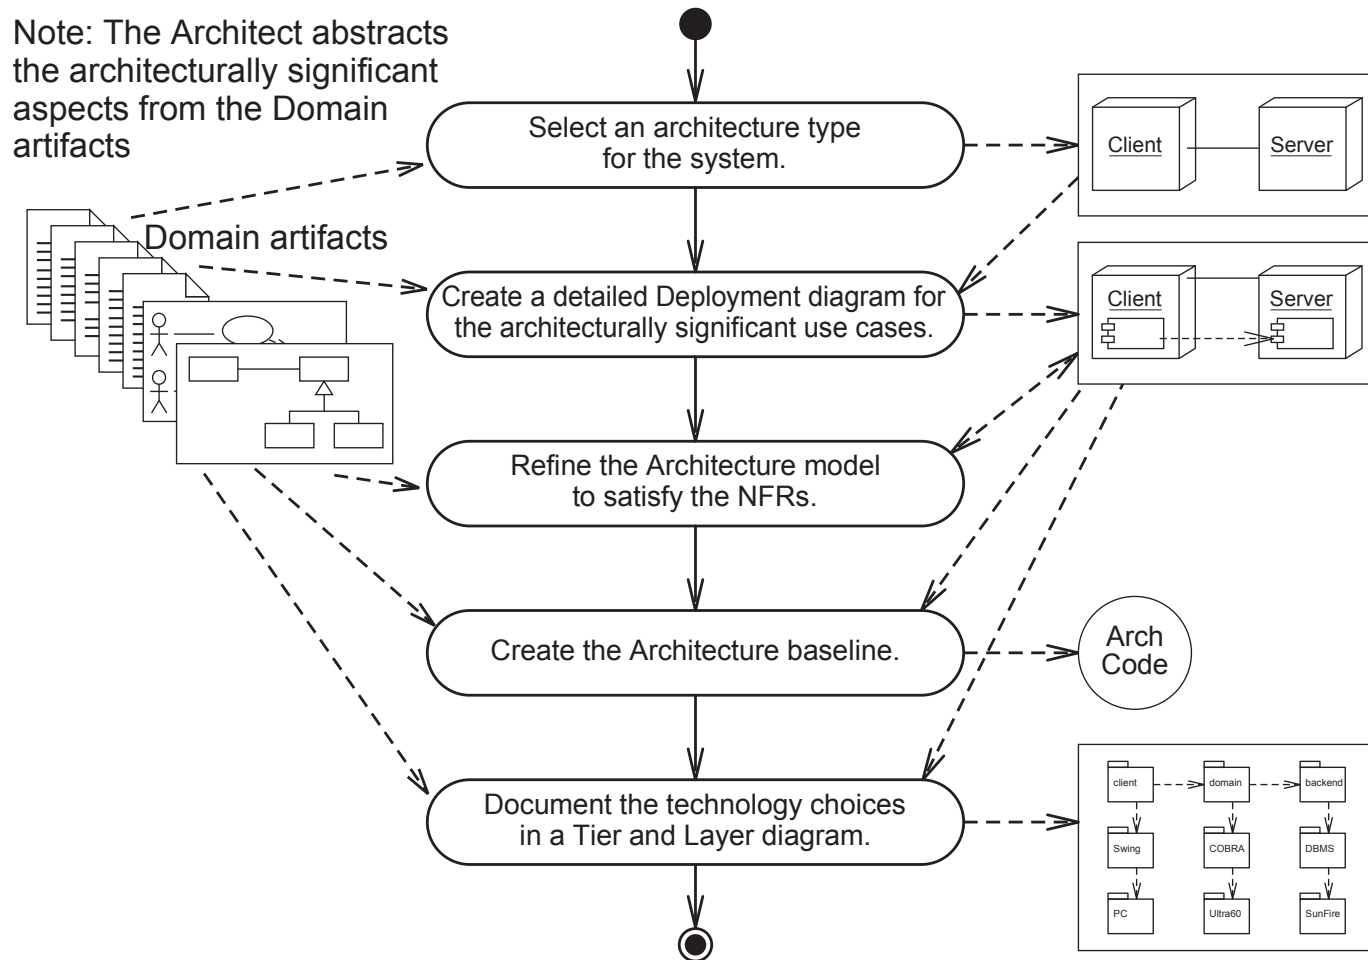 Note: The Architect abstracts
the architecturally significant
aspects from the Domain
artifacts
Select an architecture type
for the system.
Client
Server
Domain artifacts
Create a detailed Deployment diagram for
the architecturally significant use cases.
Client
Server
Refine the Architecture model
to satisfy the NFRs.
Create the Architecture baseline.
Arch
Code
Document the technology choices
in a Tier and Layer diagram.
client
domain
backend
Swing
COBRA
DBMS
PC
Ultra60
SunFire